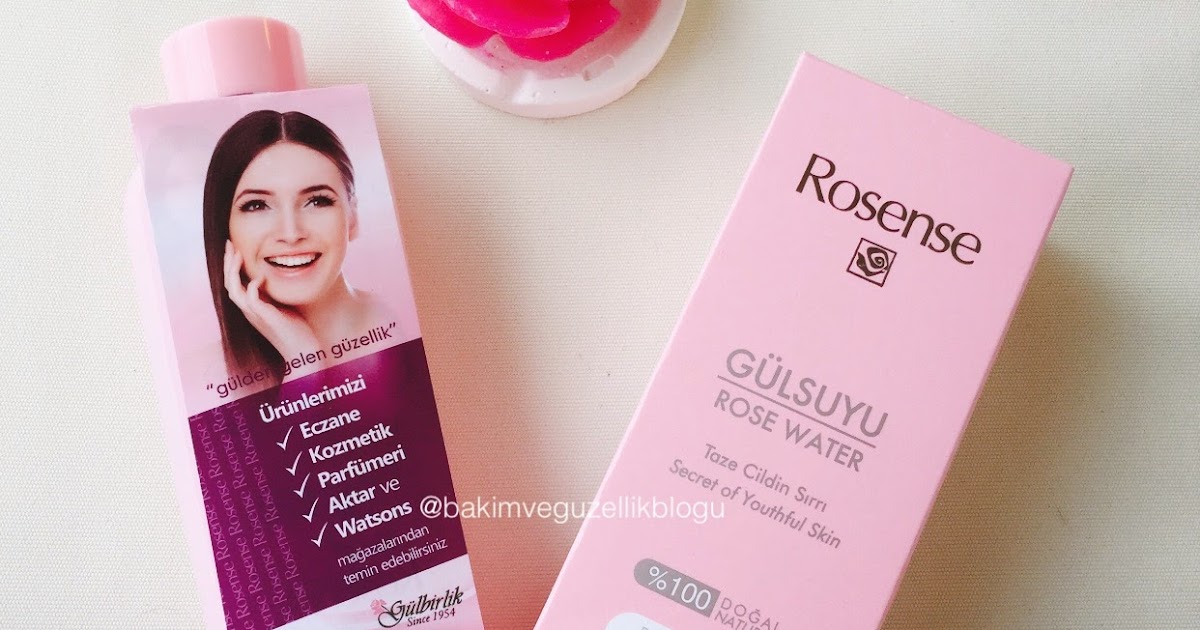 "gülden gelen güzellik"
Ürünlerimizi
✓ Eczane
✓ Kozmetik
✓ Parfümeri
✓ Aktar ve
✓ Watsons
mağazalarından
temin edebilirsiniz
Gülbirlik
Since 1954
Rosense
GÜLSUYU
ROSE WATER
Taze Cildin Sırrı
Secret of Youthful Skin
%100 DOĞAL
NATU
@bakimveguzellikblogu